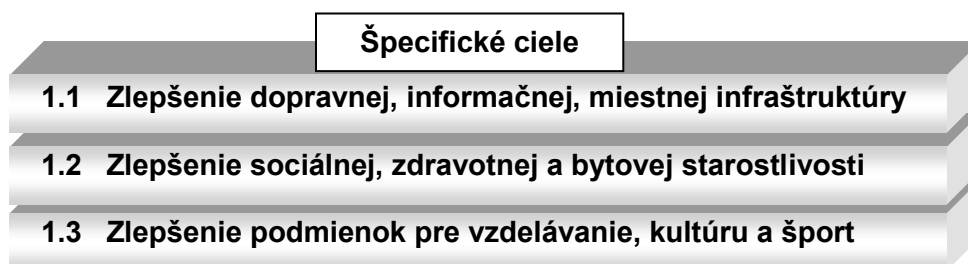 Špecifické ciele
1.1 Zlepšenie dopravnej, informačnej, miestnej infraštruktúry
1.2 Zlepšenie sociálnej, zdravotnej a bytovej starostlivosti
1.3 Zlepšenie podmienok pre vzdelávanie, kultúru a šport